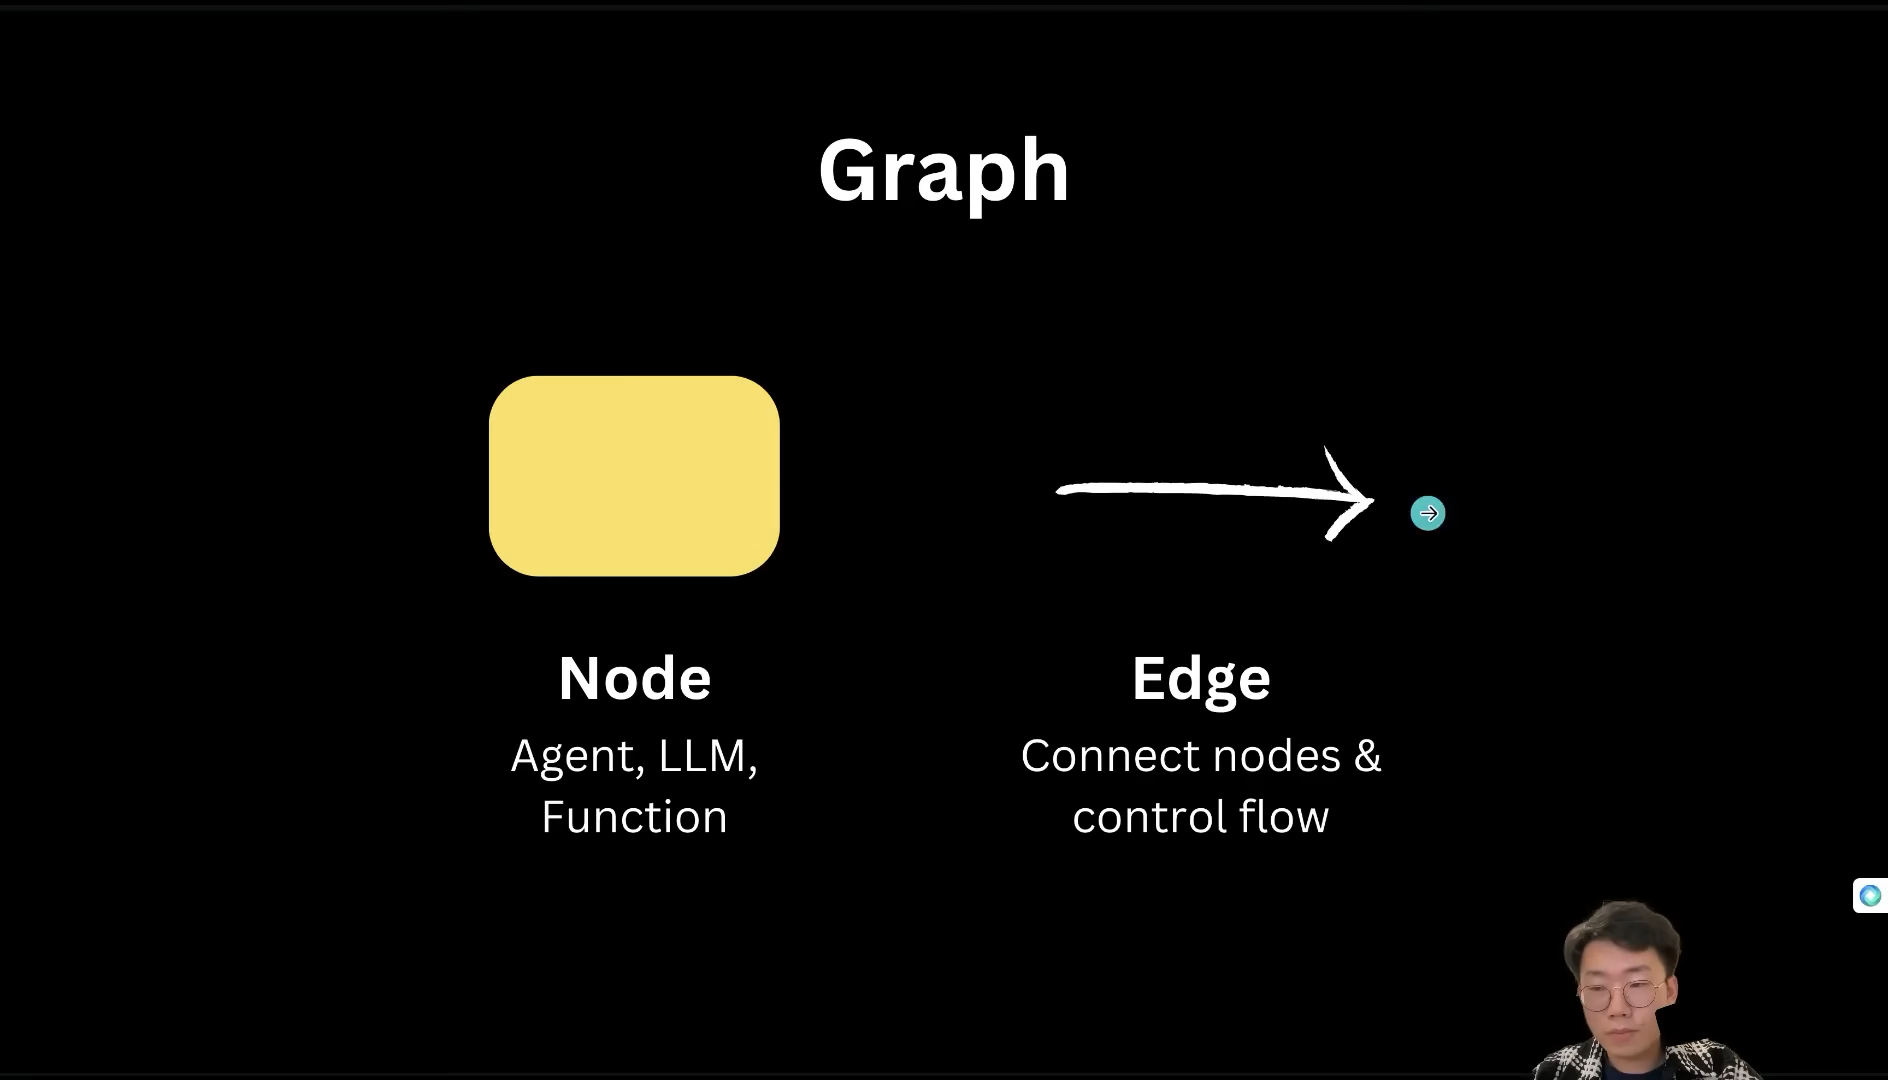 Graph
Node
Agent, LLM,
Function
Edge
Connect nodes &
control flow